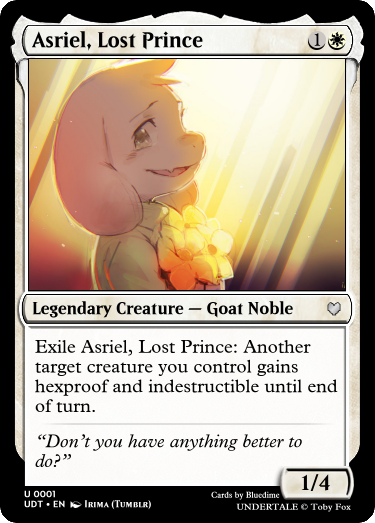 Asriel, Lost Prince 1
Legendary Creature — Goat Noble
Exile Asriel, Lost Prince: Another
target creature you control gains
hexproof and indestructible until end
of turn.
“Don’t you have anything better to
do?”
1/4
U 0001
UDT • EN Irima (Tumblr)
Cards by Bluedime
UNDERTALE © Toby Fox